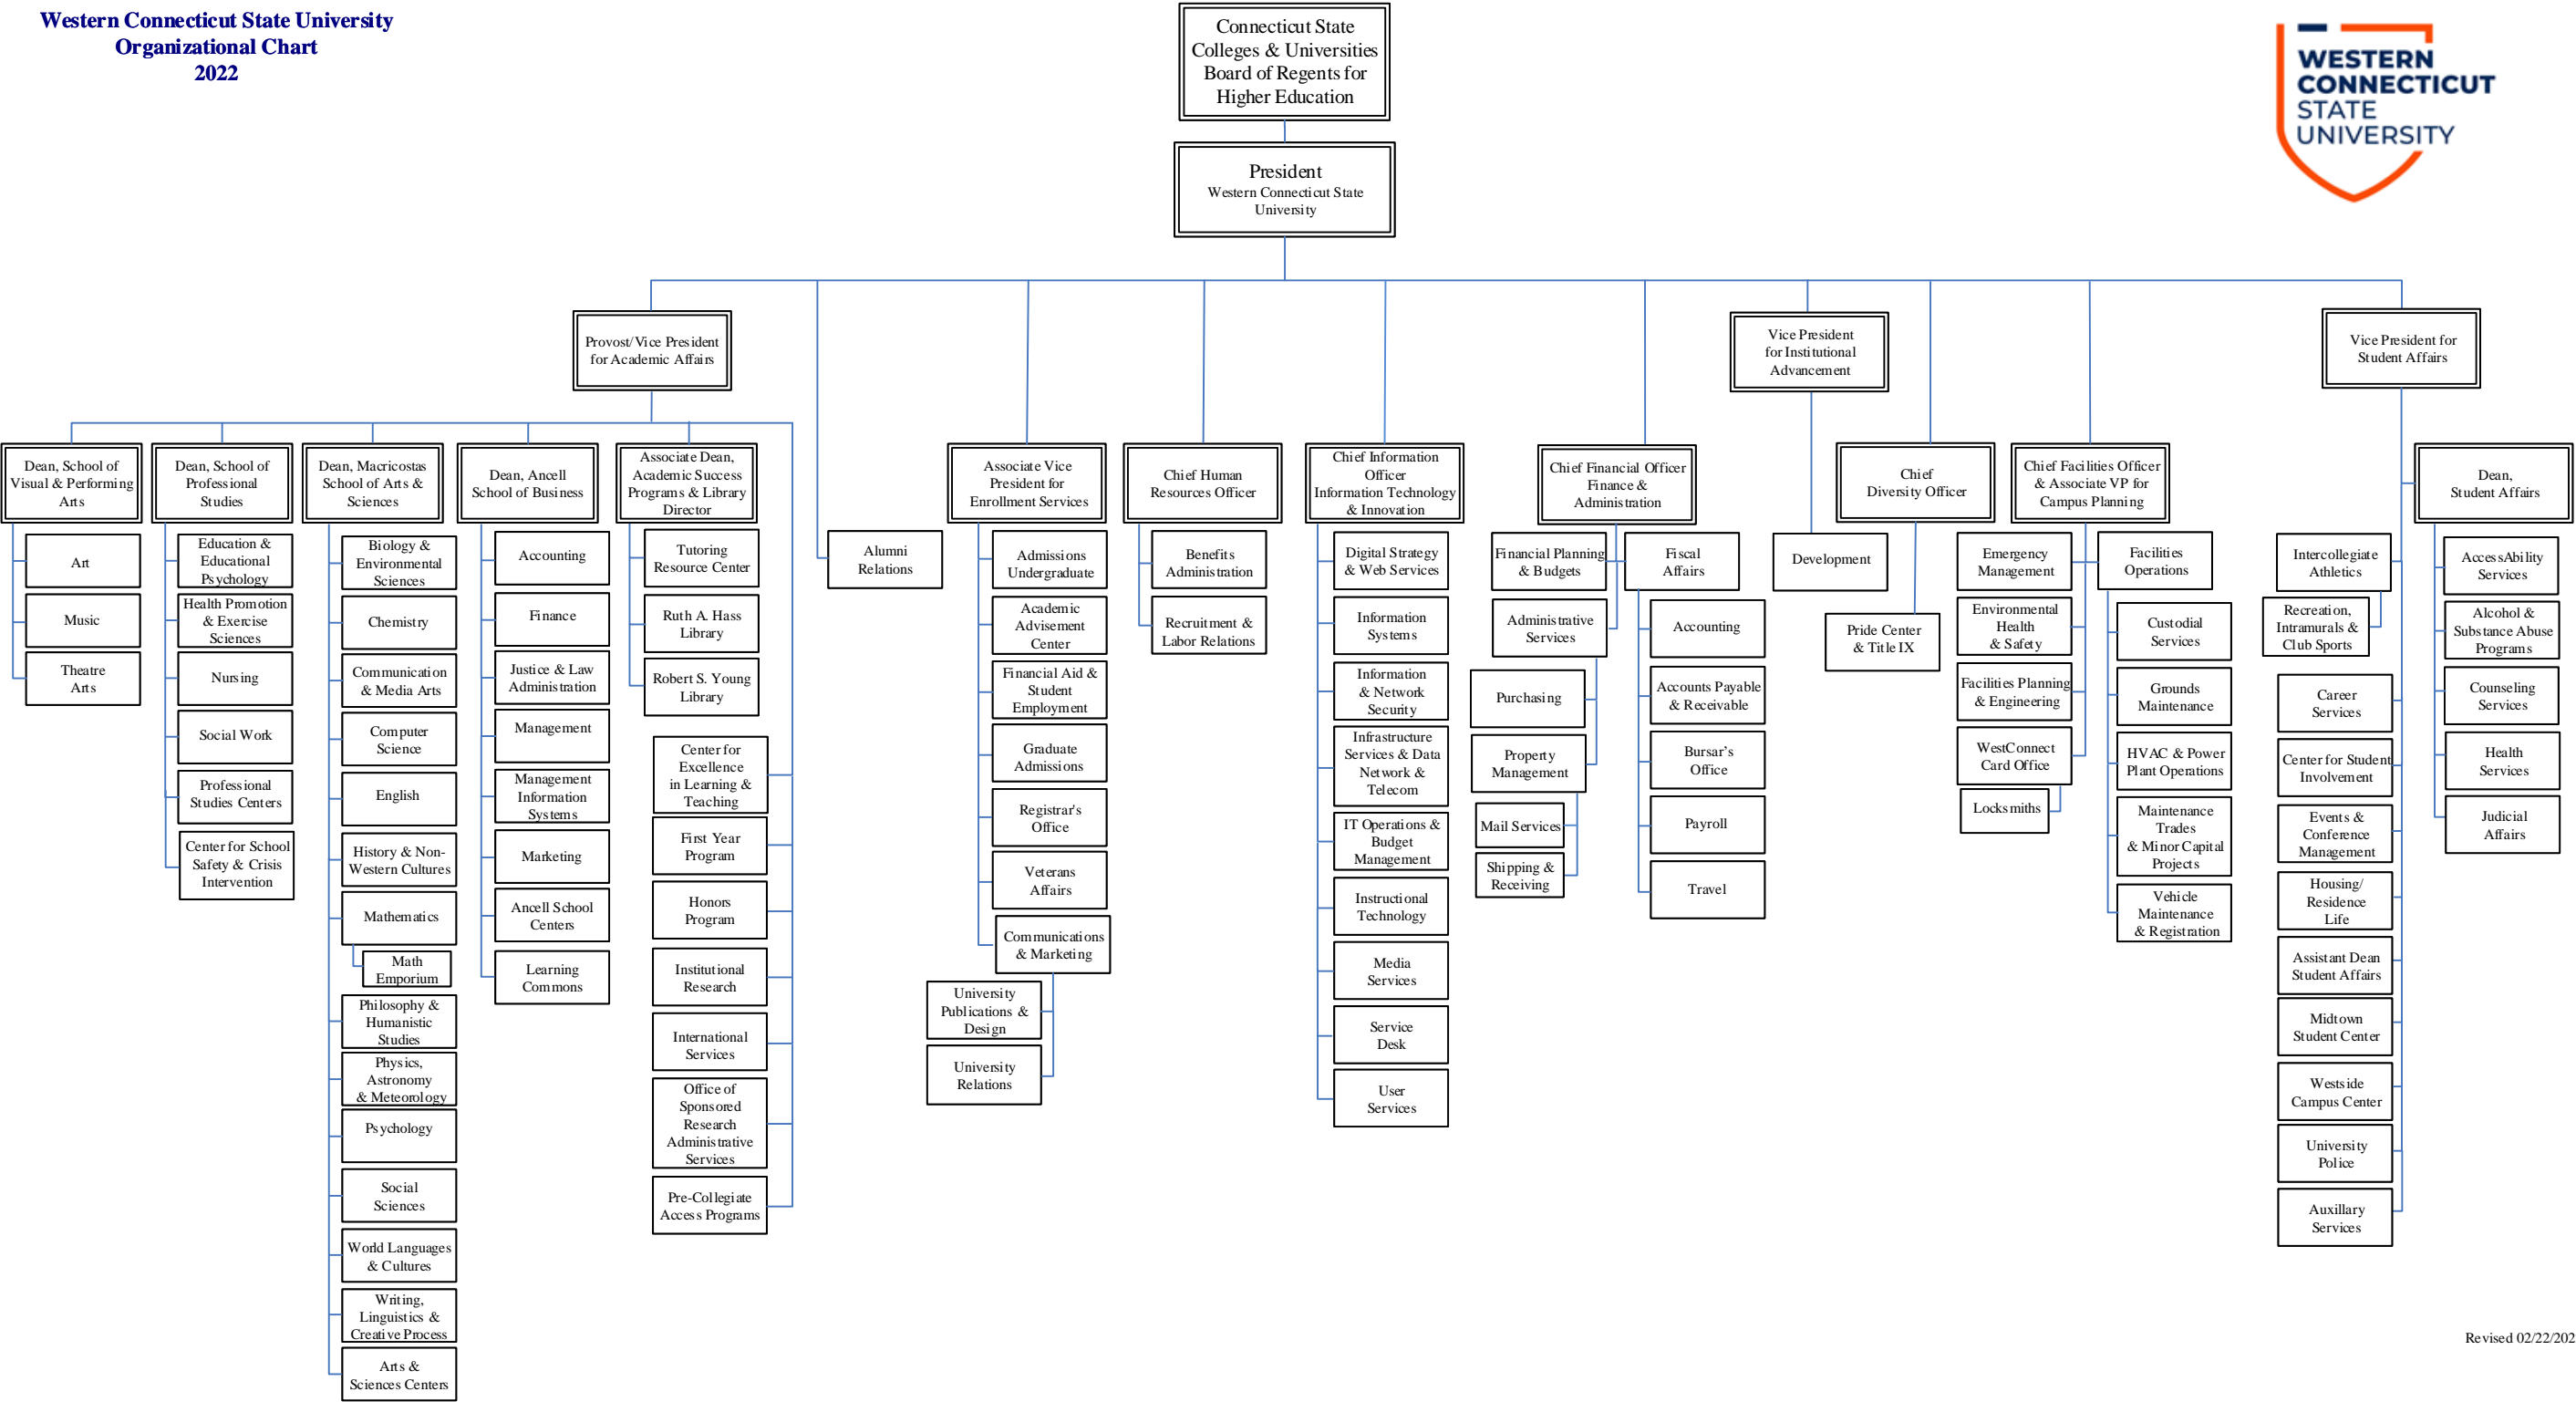 Western Connecticut State University
Organizational Chart
2022
Connecticut State
Colleges & Universities
Board of Regents for
Higher Education
WESTERN
CONNECTICUT
STATE
UNIVERSITY
President
Western Connecticut State
University
Provost/Vice President
for Academic Affairs
Vice President
for Institutional
Advancement
Vice President for
Student Affairs
Dean, School of
Visual & Performing
Arts
Art
Music
Theatre
Arts
Dean, School of
Professional
Studies
Education &
Educational
Psychology
Health Promotion
& Exercise
Sciences
Nursing
Social Work
Professional
Studies Centers
Center for School
Safety & Crisis
Intervention
Dean, Macricostas
School of Arts &
Sciences
Biology &
Environmental
Sciences
Chemistry
Communication
& Media Arts
Computer
Science
English
History & Non-
Western Cultures
Mathematics
Math
Emporium
Philosophy &
Humanistic
Studies
Physics,
Astronomy
& Meteorology
Psychology
Social
Sciences
World Languages
& Cultures
Writing,
Linguistics &
Creative Process
Arts &
Sciences Centers
Dean, Ancell
School of Business
Accounting
Finance
Justice & Law
Administration
Management
Management
Information
Systems
Marketing
Ancell School
Centers
Learning
Commons
Associate Dean,
Academic Success
Programs & Library
Director
Tutoring
Resource Center
Ruth A. Hass
Library
Robert S. Young
Library
Center for
Excellence
in Learning &
Teaching
First Year
Program
Honors
Program
Institutional
Research
International
Services
Office of
Sponsored
Research
Administrative
Services
Pre-Collegiate
Access Programs
Alumni
Relations
Associate Vice
President for
Enrollment Services
Admissions
Undergraduate
Academic
Advisement
Center
Financial Aid &
Student
Employment
Graduate
Admissions
Registrar's
Office
Veterans
Affairs
Communications
& Marketing
University
Publications &
Design
University
Relations
Chief Human
Resources Officer
Benefits
Administration
Recruitment &
Labor Relations
Chief Information
Officer
Information Technology
& Innovation
Digital Strategy
& Web Services
Information
Systems
Information
& Network
Security
Infrastructure
Services & Data
Network &
Telecom
IT Operations &
Budget
Management
Instructional
Technology
Media
Services
Service
Desk
User
Services
Chief Financial Officer
Finance &
Administration
Financial Planning
& Budgets
Administrative
Services
Purchasing
Property
Management
Mail Services
Shipping &
Receiving
Fiscal
Affairs
Accounting
Accounts Payable
& Receivable
Bursar’s
Office
Payroll
Travel
Development
Chief
Diversity Officer
Pride Center
& Title IX
Chief Facilities Officer
& Associate VP for
Campus Planning
Emergency
Management
Environmental
Health
& Safety
Facilities Planning
& Engineering
WestConnect
Card Office
Locksmiths
Facilities
Operations
Custodial
Services
Grounds
Maintenance
HVAC & Power
Plant Operations
Maintenance
Trades
& Minor Capital
Projects
Vehicle
Maintenance
& Registration
Intercollegiate
Athletics
Recreation,
Intramurals &
Club Sports
Career
Services
Center for Student
Involvement
Events &
Conference
Management
Housing/
Residence
Life
Assistant Dean
Student Affairs
Midtown
Student Center
Westside
Campus Center
University
Police
Auxillary
Services
Dean,
Student Affairs
AccessAbility
Services
Alcohol &
Substance Abuse
Programs
Counseling
Services
Health
Services
Judicial
Affairs
Revised 02/22/202